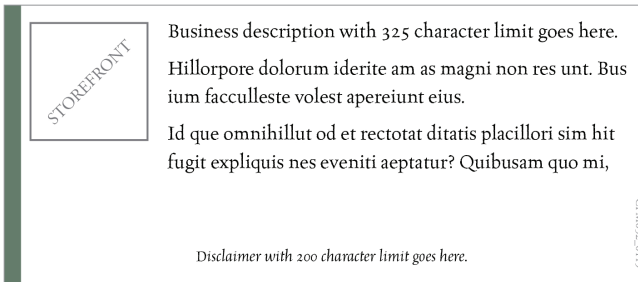 STOREFRONT
Business description with 325 character limit goes here.
Hillorpore dolorum iderite am as magni non res unt. Bus
ium facculleste volest apereiunt eius.
Id que omnihillut od et rectotat ditatis placillori sim hit
fugit expliquis nes eveniti aeptatur? Quibusam quo mi,
Disclaimer with 200 character limit goes here.